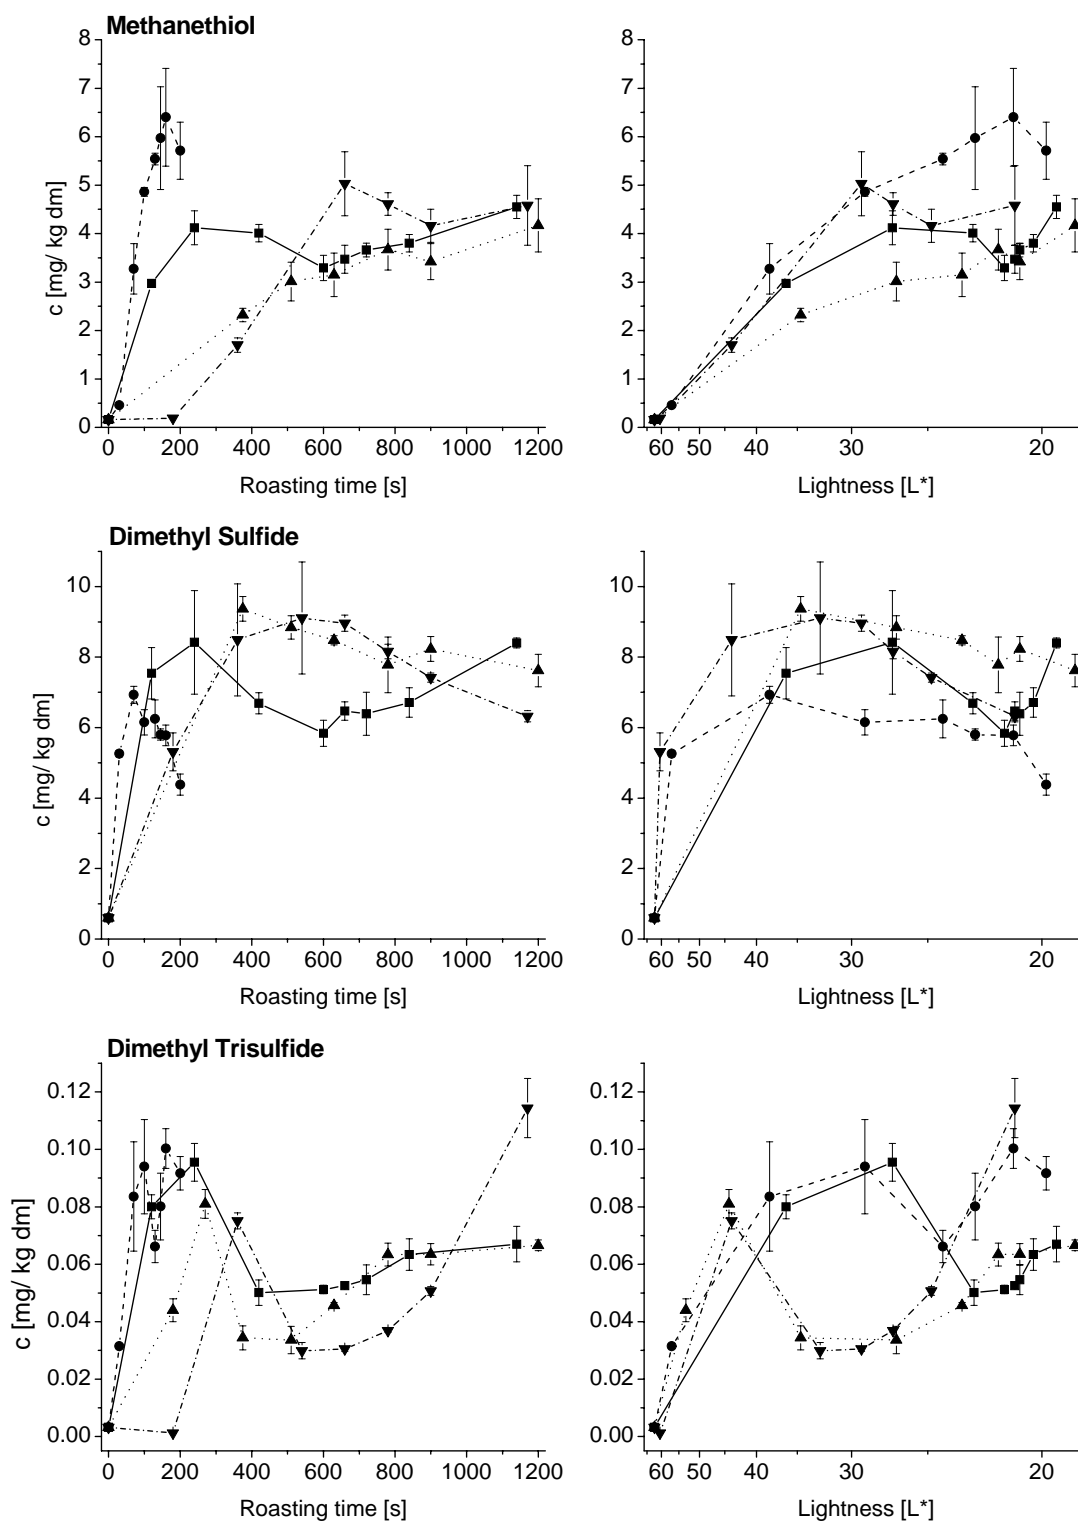 Methanethiol
c [mg/ kg dm]
8
7
6
5
4
3
2
1
0
0 200 400 600 800 1000 1200
Roasting time [s]
8
7
6
5
4
3
2
1
0
60 50 40 30 20
Lightness [L*]
Dimethyl Sulfide
c [mg/ kg dm]
10
8
6
4
2
0
0 200 400 600 800 1000 1200
Roasting time [s]
10
8
6
4
2
0
60 50 40 30 20
Lightness [L*]
Dimethyl Trisulfide
c [mg/ kg dm]
0.12
0.10
0.08
0.06
0.04
0.02
0.00
0 200 400 600 800 1000 1200
Roasting time [s]
0.12
0.10
0.08
0.06
0.04
0.02
0.00
60 50 40 30 20
Lightness [L*]